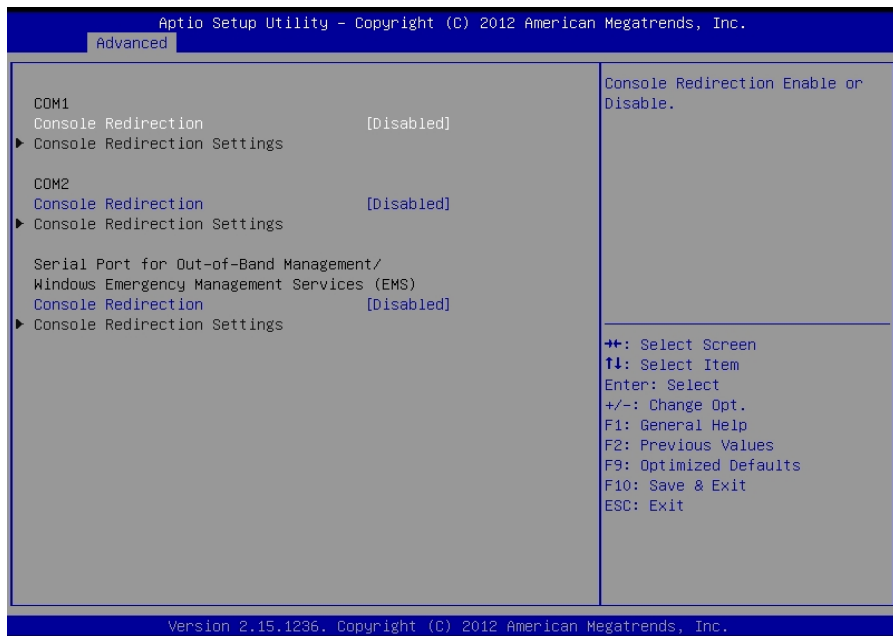 Aptio Setup Utility – Copyright (C) 2012 American Megatrends, Inc.
Advanced
COM1
Console Redirection [Disabled]
▶ Console Redirection Settings
COM2
Console Redirection [Disabled]
▶ Console Redirection Settings
Serial Port for Out-of-Band Management/
Windows Emergency Management Services (EMS)
Console Redirection [Disabled]
▶ Console Redirection Settings
Console Redirection Enable or
Disable.
→←: Select Screen
↑↓: Select Item
Enter: Select
+/-: Change Opt.
F1: General Help
F2: Previous Values
F9: Optimized Defaults
F10: Save & Exit
ESC: Exit
Version 2.15.1236. Copyright (C) 2012 American Megatrends, Inc.